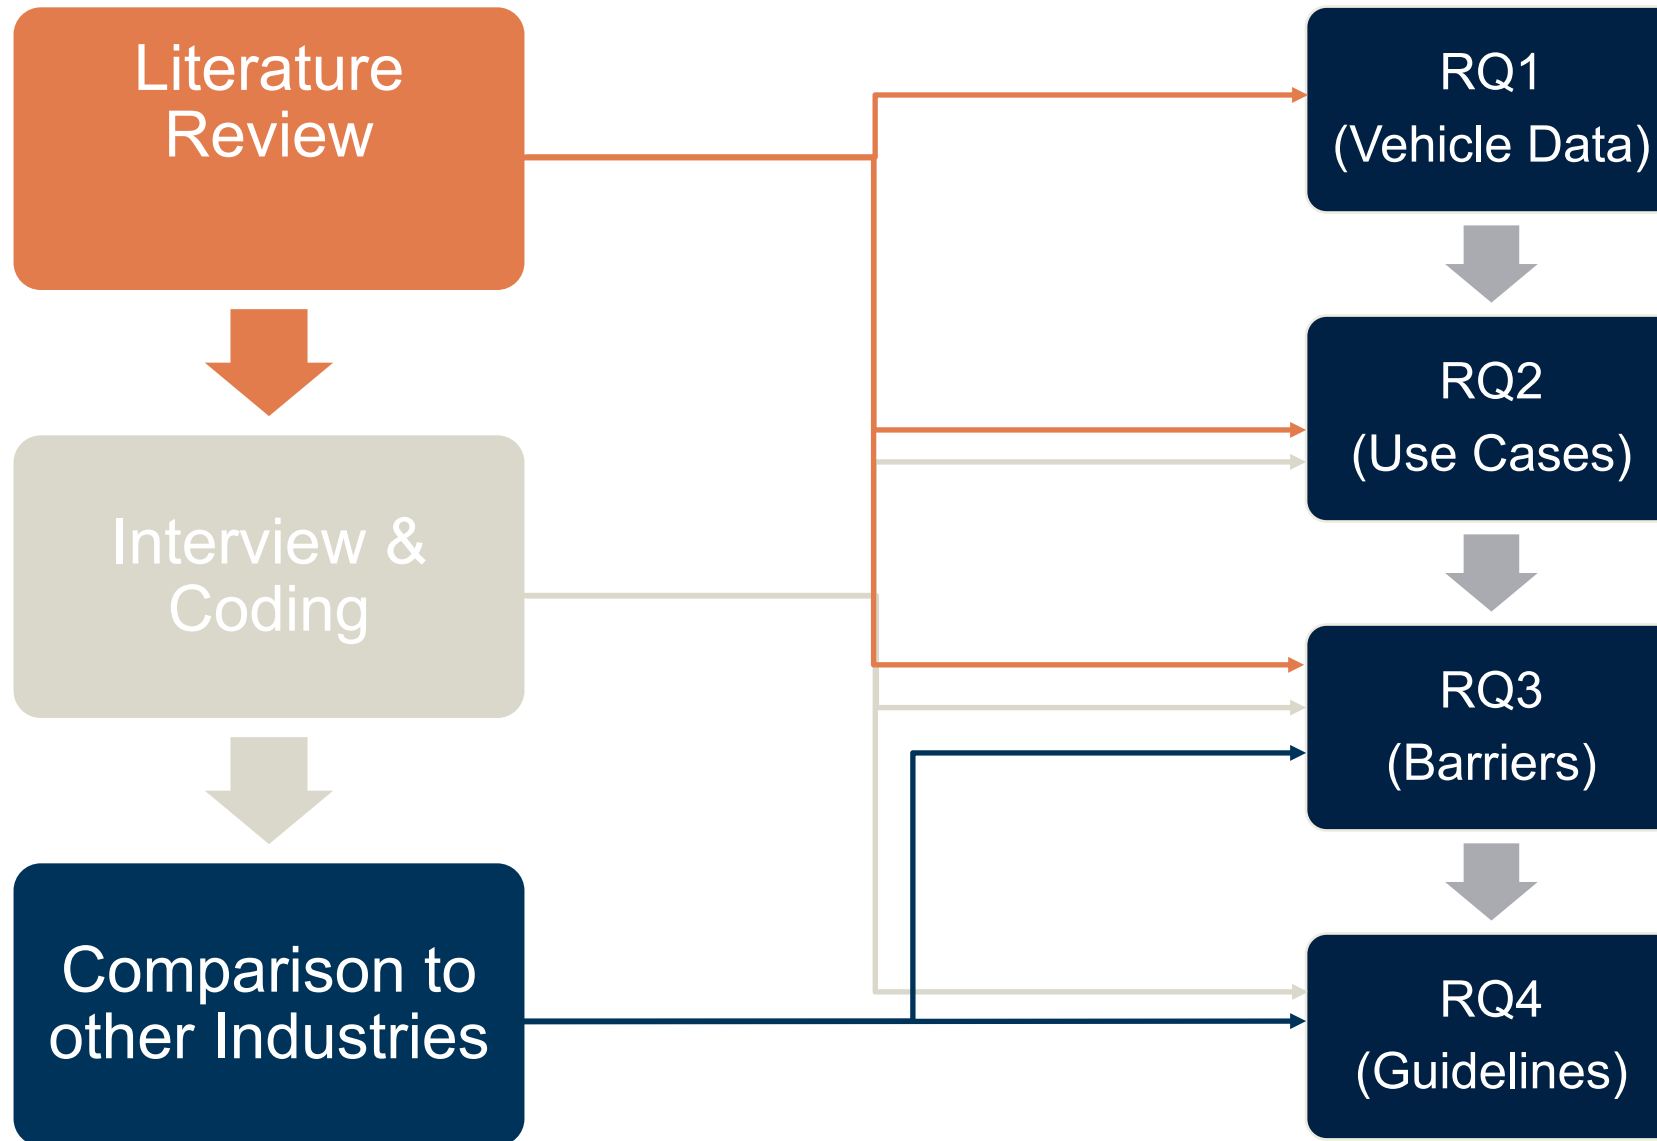 Literature
Review
Interview &
Coding
Comparison to
other Industries
RQ1
(Vehicle Data)
RQ2
(Use Cases)
RQ3
(Barriers)
RQ4
(Guidelines)